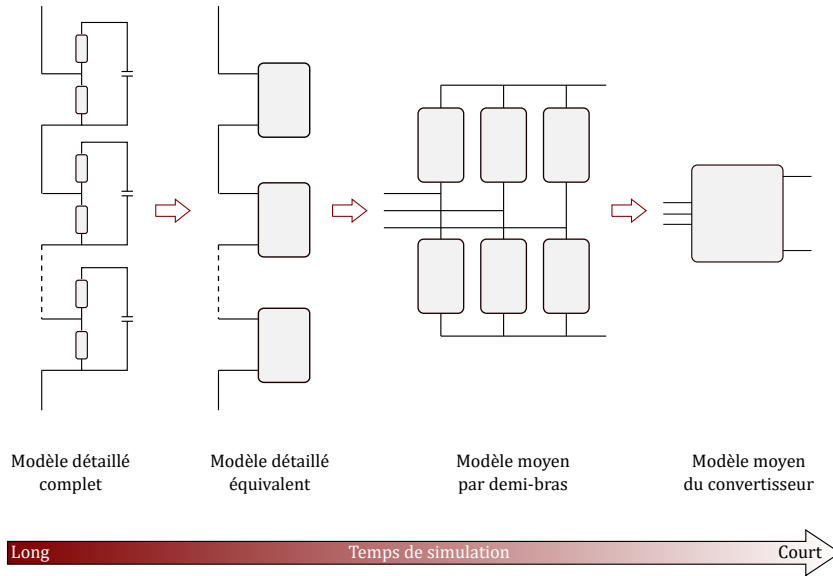 Modèle détaillé
complet
Modèle détaillé
équivalent
Modèle moyen
par demi-bras
Modèle moyen
du convertisseur
Long
Temps de simulation
Court